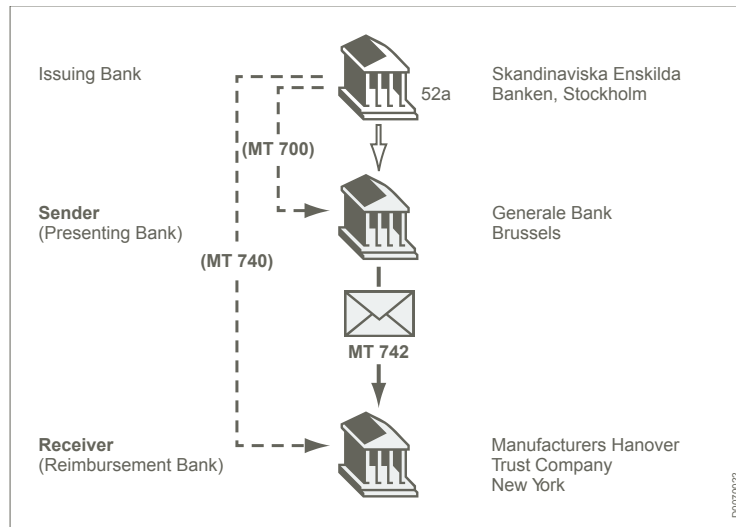 Issuing Bank
52a
Skandinaviska Enskilda
Banken, Stockholm
(MT 700)
Sender
(Presenting Bank)
Generale Bank
Brussels
(MT 740)
MT 742
Receiver
(Reimbursement Bank)
Manufacturers Hanover
Trust Company
New York
D0070022